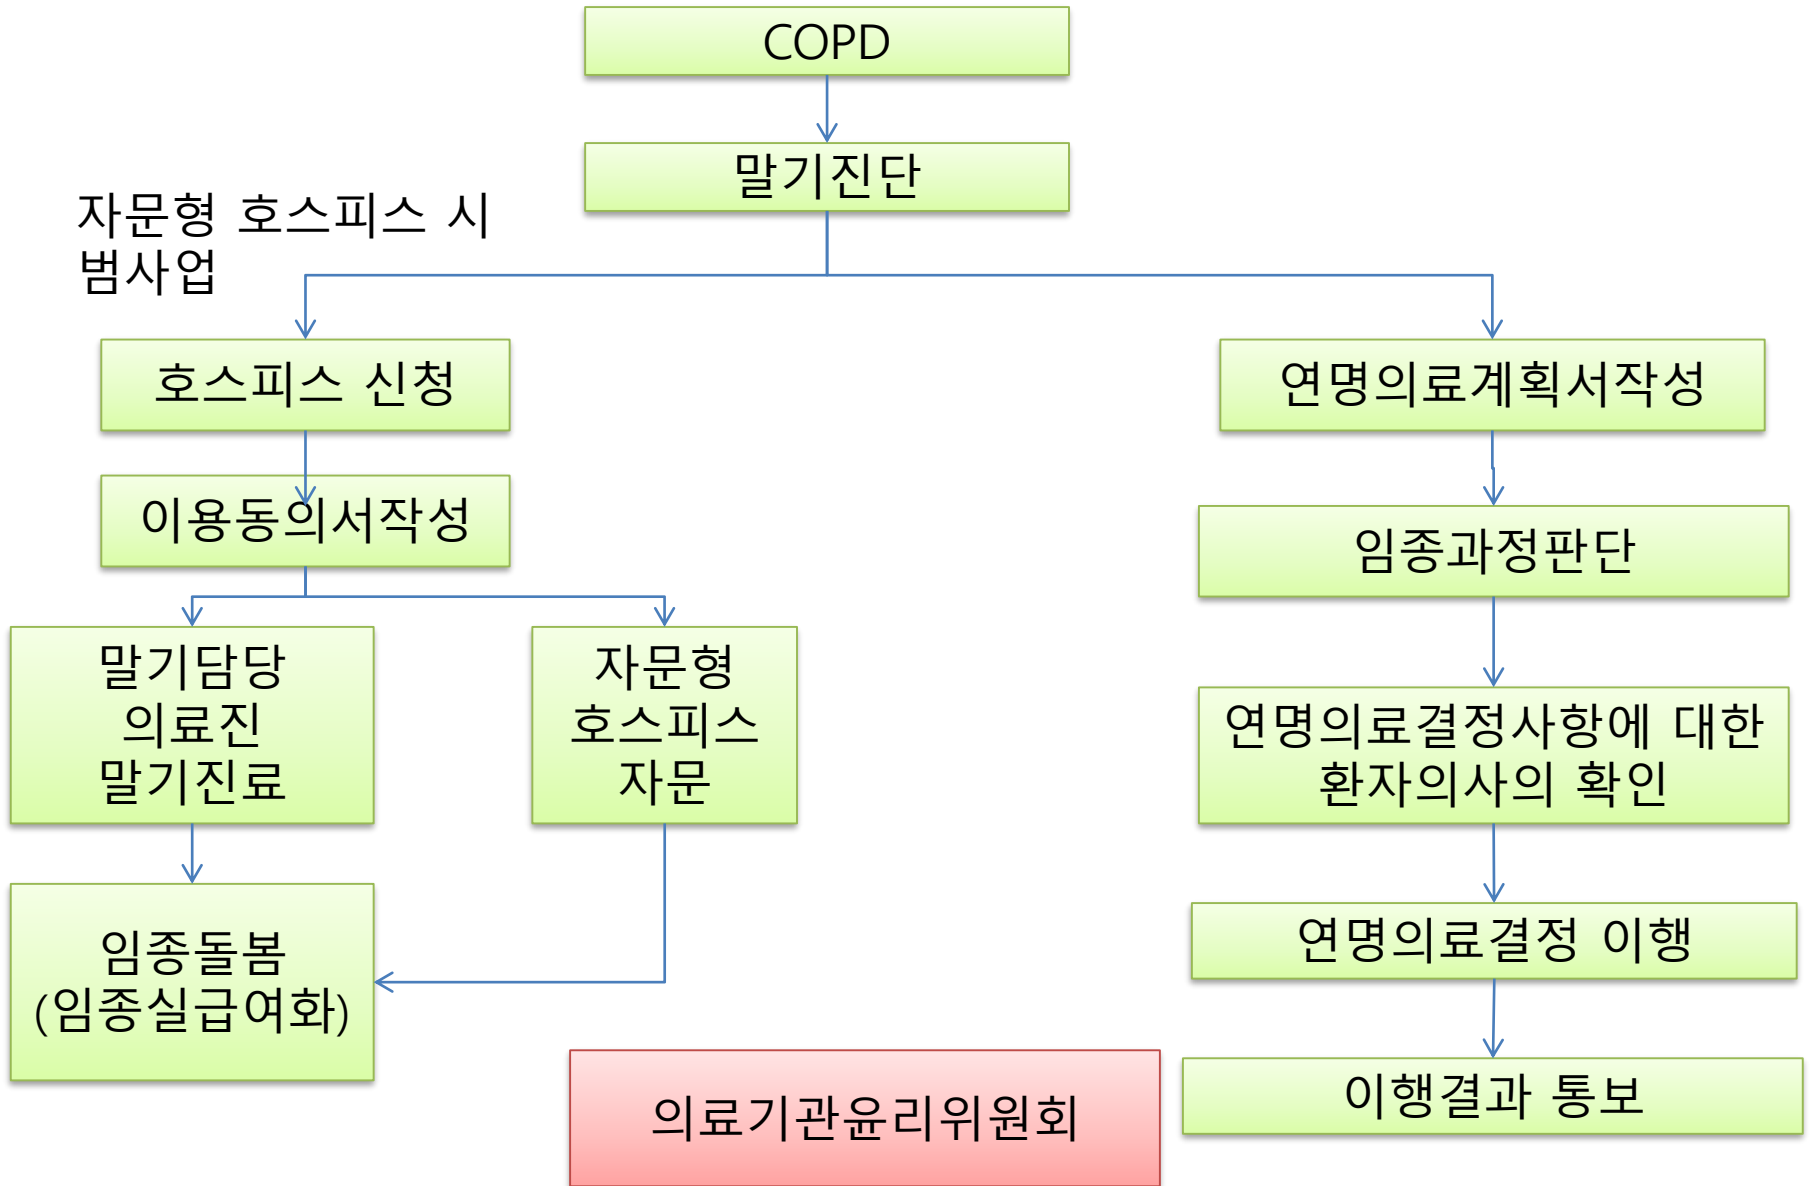 COPD
말기진단
자문형 호스피스 시
범사업
호스피스 신청
이용동의서작성
말기담당
의료진
말기진료
자문형
호스피스
자문
임종돌봄
(임종실급여화)
연명의료계획서작성
임종과정판단
연명의료결정사항에 대한
환자의사의 확인
연명의료결정 이행
이행결과 통보
의료기관윤리위원회